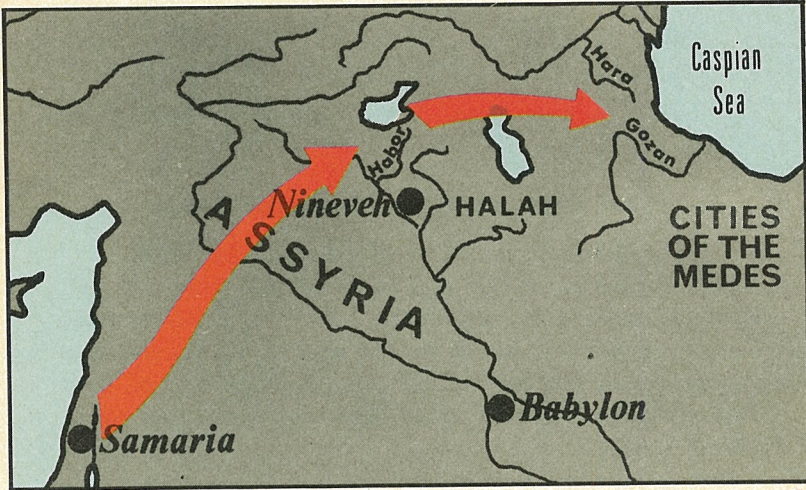 Caspian
Sea
Hara
Gozan
Habor
Nineveh
HALAH
ASSYRIA
CITIES
OF THE
MEDES
Babylon
Samaria